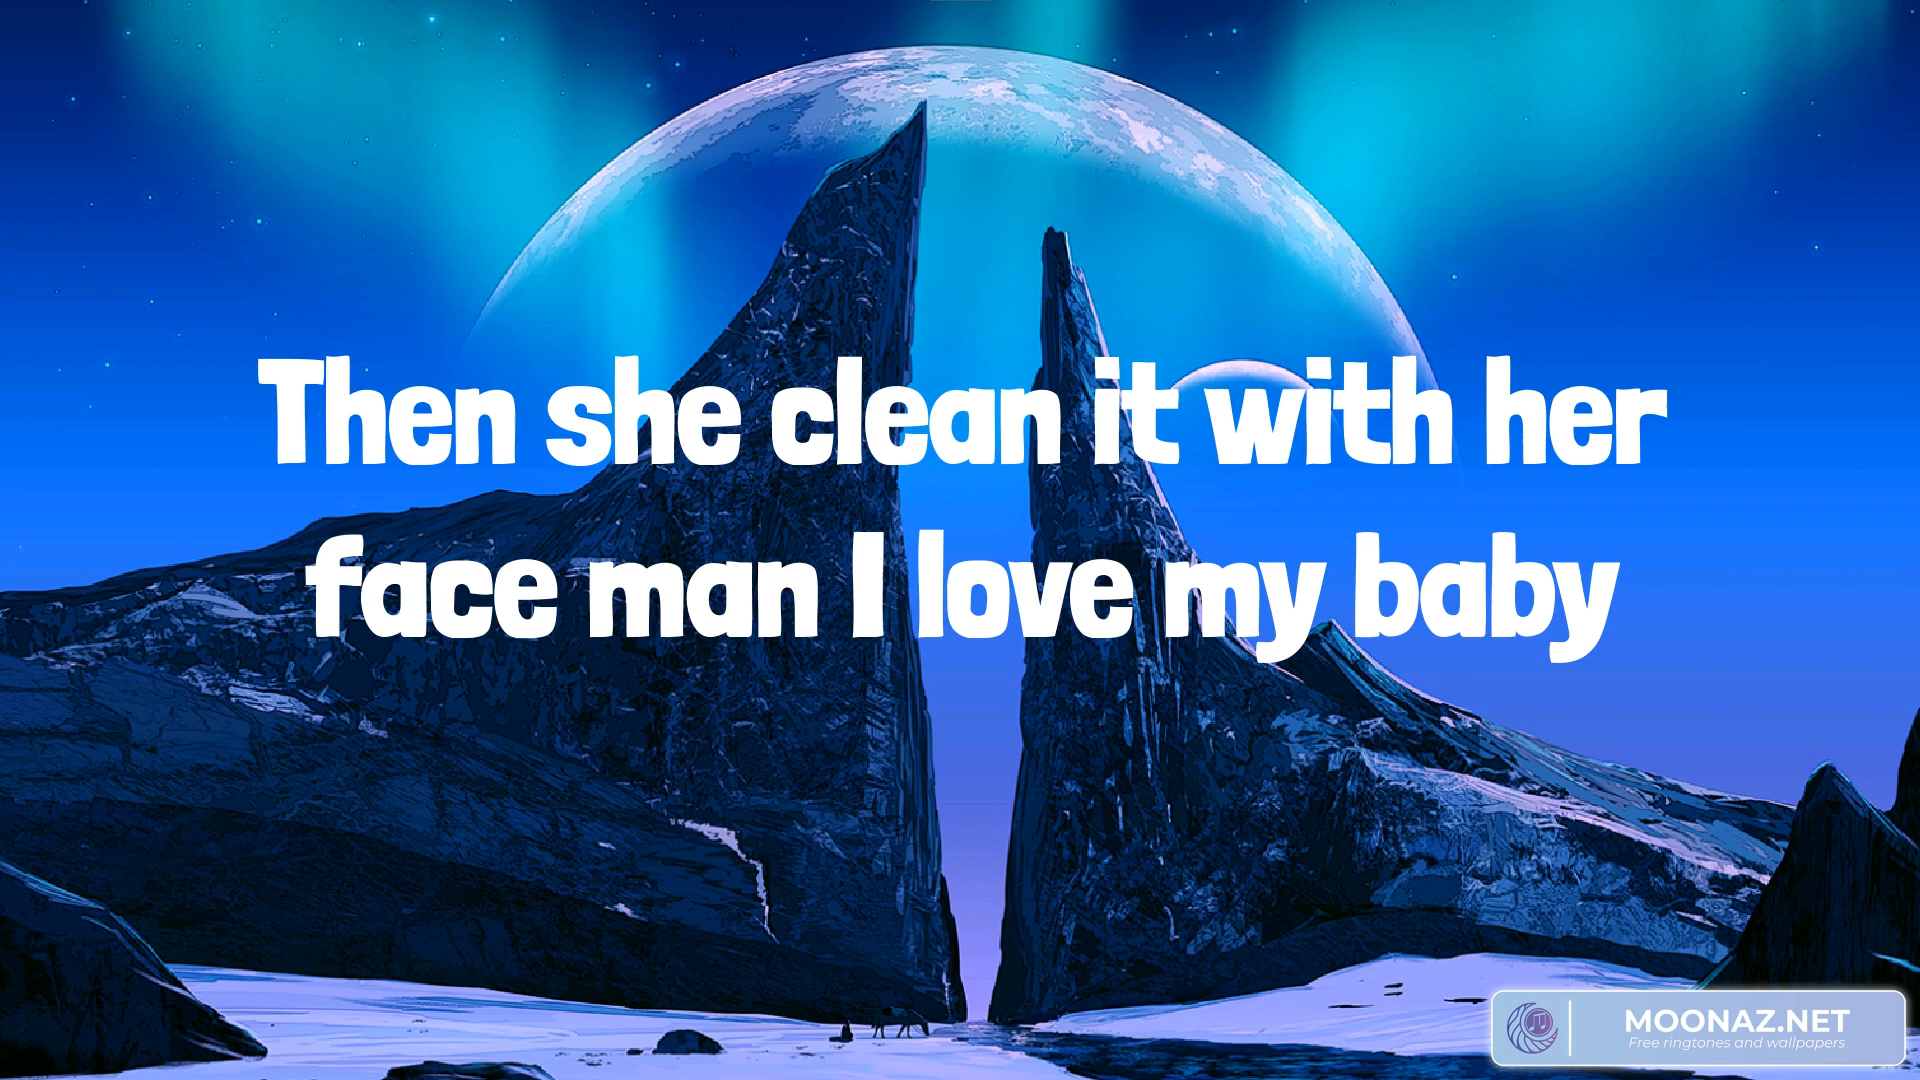 Then she clean it with her
face man I love my baby
MOONAZ.NET
Free ringtones and wallpapers